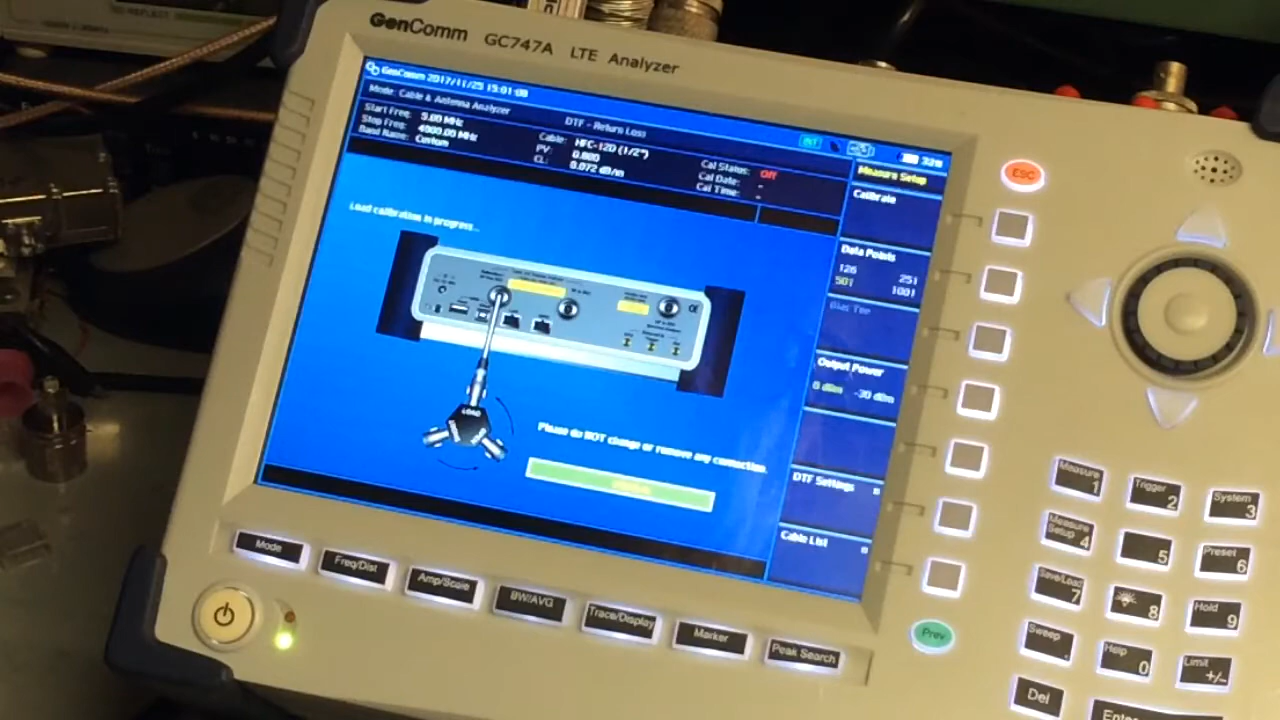 GenComm GC747A LTE Analyzer
GenComm 2017/11/25 15:01:08
Mode: Cable & Antenna Analyzer
DTF - Return Loss
Start Freq: 5.00 MHz
Stop Freq: 4000.00 MHz
Band Name: Custom
Cable: HFC-12D (1/2")
PV: 0.880
CL: 0.072 dB/m
Cal Status: Off
Cal Date: -
Cal Time: -
Measure Setup
Calibrate
Data Points
126 251
501 1001
Bias Tee
Output Power
0 dBm -30 dBm
DTF Settings
Cable List
Load calibration in progress...
LOAD
Please do NOT change or remove any connection.
ESC
Mode
Freq/Dist
Amp/Scale
BW/AVG
Trace/Display
Marker
Peak Search
Prev
Measure 1
Trigger 2
System 3
Measure Setup 4
5
Preset 6
Save/Load 7
8
Hold 9
Sweep .
Help 0
Limit +/-
Del
Enter